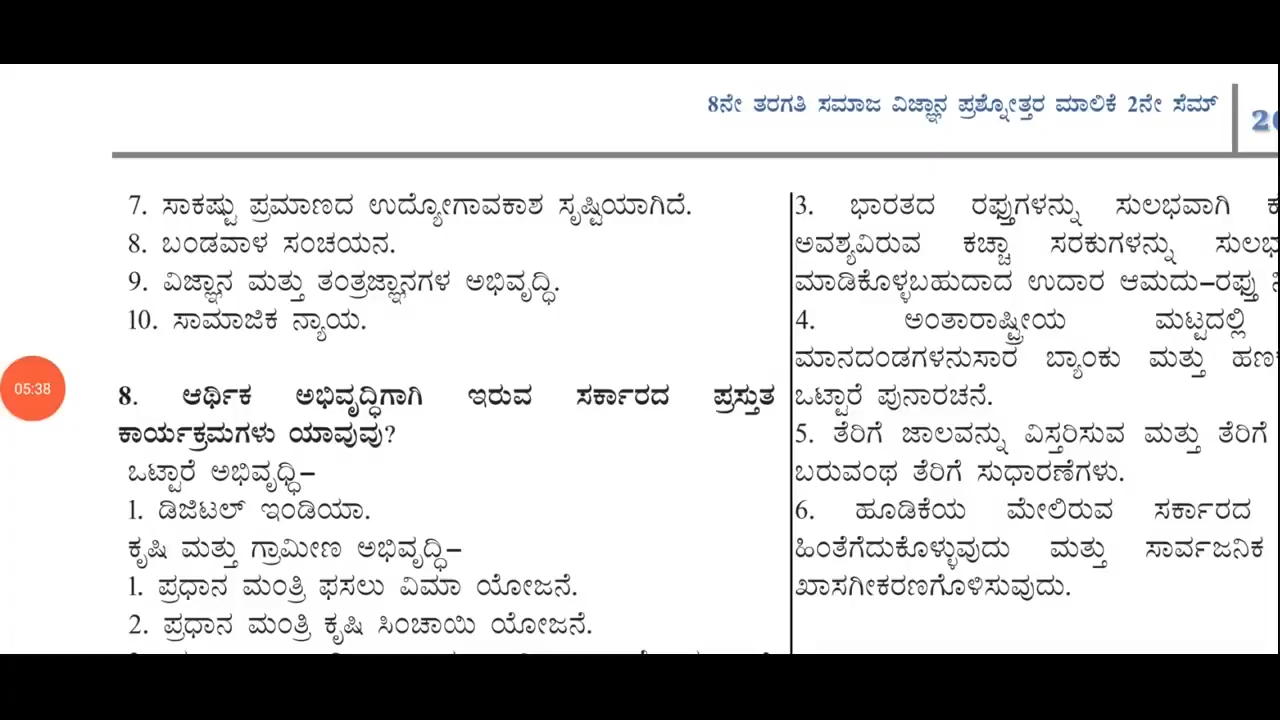 8ನೇ ತರಗತಿ ಸಮಾಜ ವಿಜ್ಞಾನ ಪ್ರಶ್ನೋತ್ತರ ಮಾಲಿಕೆ 2ನೇ ಸೆಮ್
7. ಸಾಕಷ್ಟು ಪ್ರಮಾಣದ ಉದ್ಯೋಗಾವಕಾಶ ಸೃಷ್ಟಿಯಾಗಿದೆ.
8. ಬಂಡವಾಳ ಸಂಚಯನ.
9. ವಿಜ್ಞಾನ ಮತ್ತು ತಂತ್ರಜ್ಞಾನಗಳ ಅಭಿವೃದ್ಧಿ.
10. ಸಾಮಾಜಿಕ ನ್ಯಾಯ.
05:38
8. ಆರ್ಥಿಕ ಅಭಿವೃದ್ಧಿಗಾಗಿ ಇರುವ ಸರ್ಕಾರದ ಪ್ರಸ್ತುತ
ಕಾರ್ಯಕ್ರಮಗಳು ಯಾವುವು?
ಒಟ್ಟಾರೆ ಅಭಿವೃದ್ಧಿ–
1. ಡಿಜಿಟಲ್ ಇಂಡಿಯಾ.
ಕೃಷಿ ಮತ್ತು ಗ್ರಾಮೀಣ ಅಭಿವೃದ್ಧಿ–
1. ಪ್ರಧಾನ ಮಂತ್ರಿ ಫಸಲು ವಿಮಾ ಯೋಜನೆ.
2. ಪ್ರಧಾನ ಮಂತ್ರಿ ಕೃಷಿ ಸಿಂಚಾಯಿ ಯೋಜನೆ.
3. ಭಾರತದ ರಫ್ತುಗಳನ್ನು ಸುಲಭವಾಗಿ
ಅವಶ್ಯವಿರುವ ಕಚ್ಚಾ ಸರಕುಗಳನ್ನು
ಮಾಡಿಕೊಳ್ಳಬಹುದಾದ ಉದಾರ ಆಮದು–ರಫ್ತು
4. ಅಂತಾರಾಷ್ಟ್ರೀಯ ಮಟ್ಟದಲ್ಲಿ
ಮಾನದಂಡಗಳನುಸಾರ ಬ್ಯಾಂಕು ಮತ್ತು
ಒಟ್ಟಾರೆ ಪುನಾರಚನೆ.
5. ತೆರಿಗೆ ಜಾಲವನ್ನು ವಿಸ್ತರಿಸುವ ಮತ್ತು ತೆರಿಗೆ
ಬರುವಂಥ ತೆರಿಗೆ ಸುಧಾರಣೆಗಳು.
6. ಹೂಡಿಕೆಯ ಮೇಲಿರುವ ಸರ್ಕಾರದ
ಹಿಂತೆಗೆದುಕೊಳ್ಳುವುದು ಮತ್ತು ಸಾರ್ವಜನಿಕ
ಖಾಸಗೀಕರಣಗೊಳಿಸುವುದು.